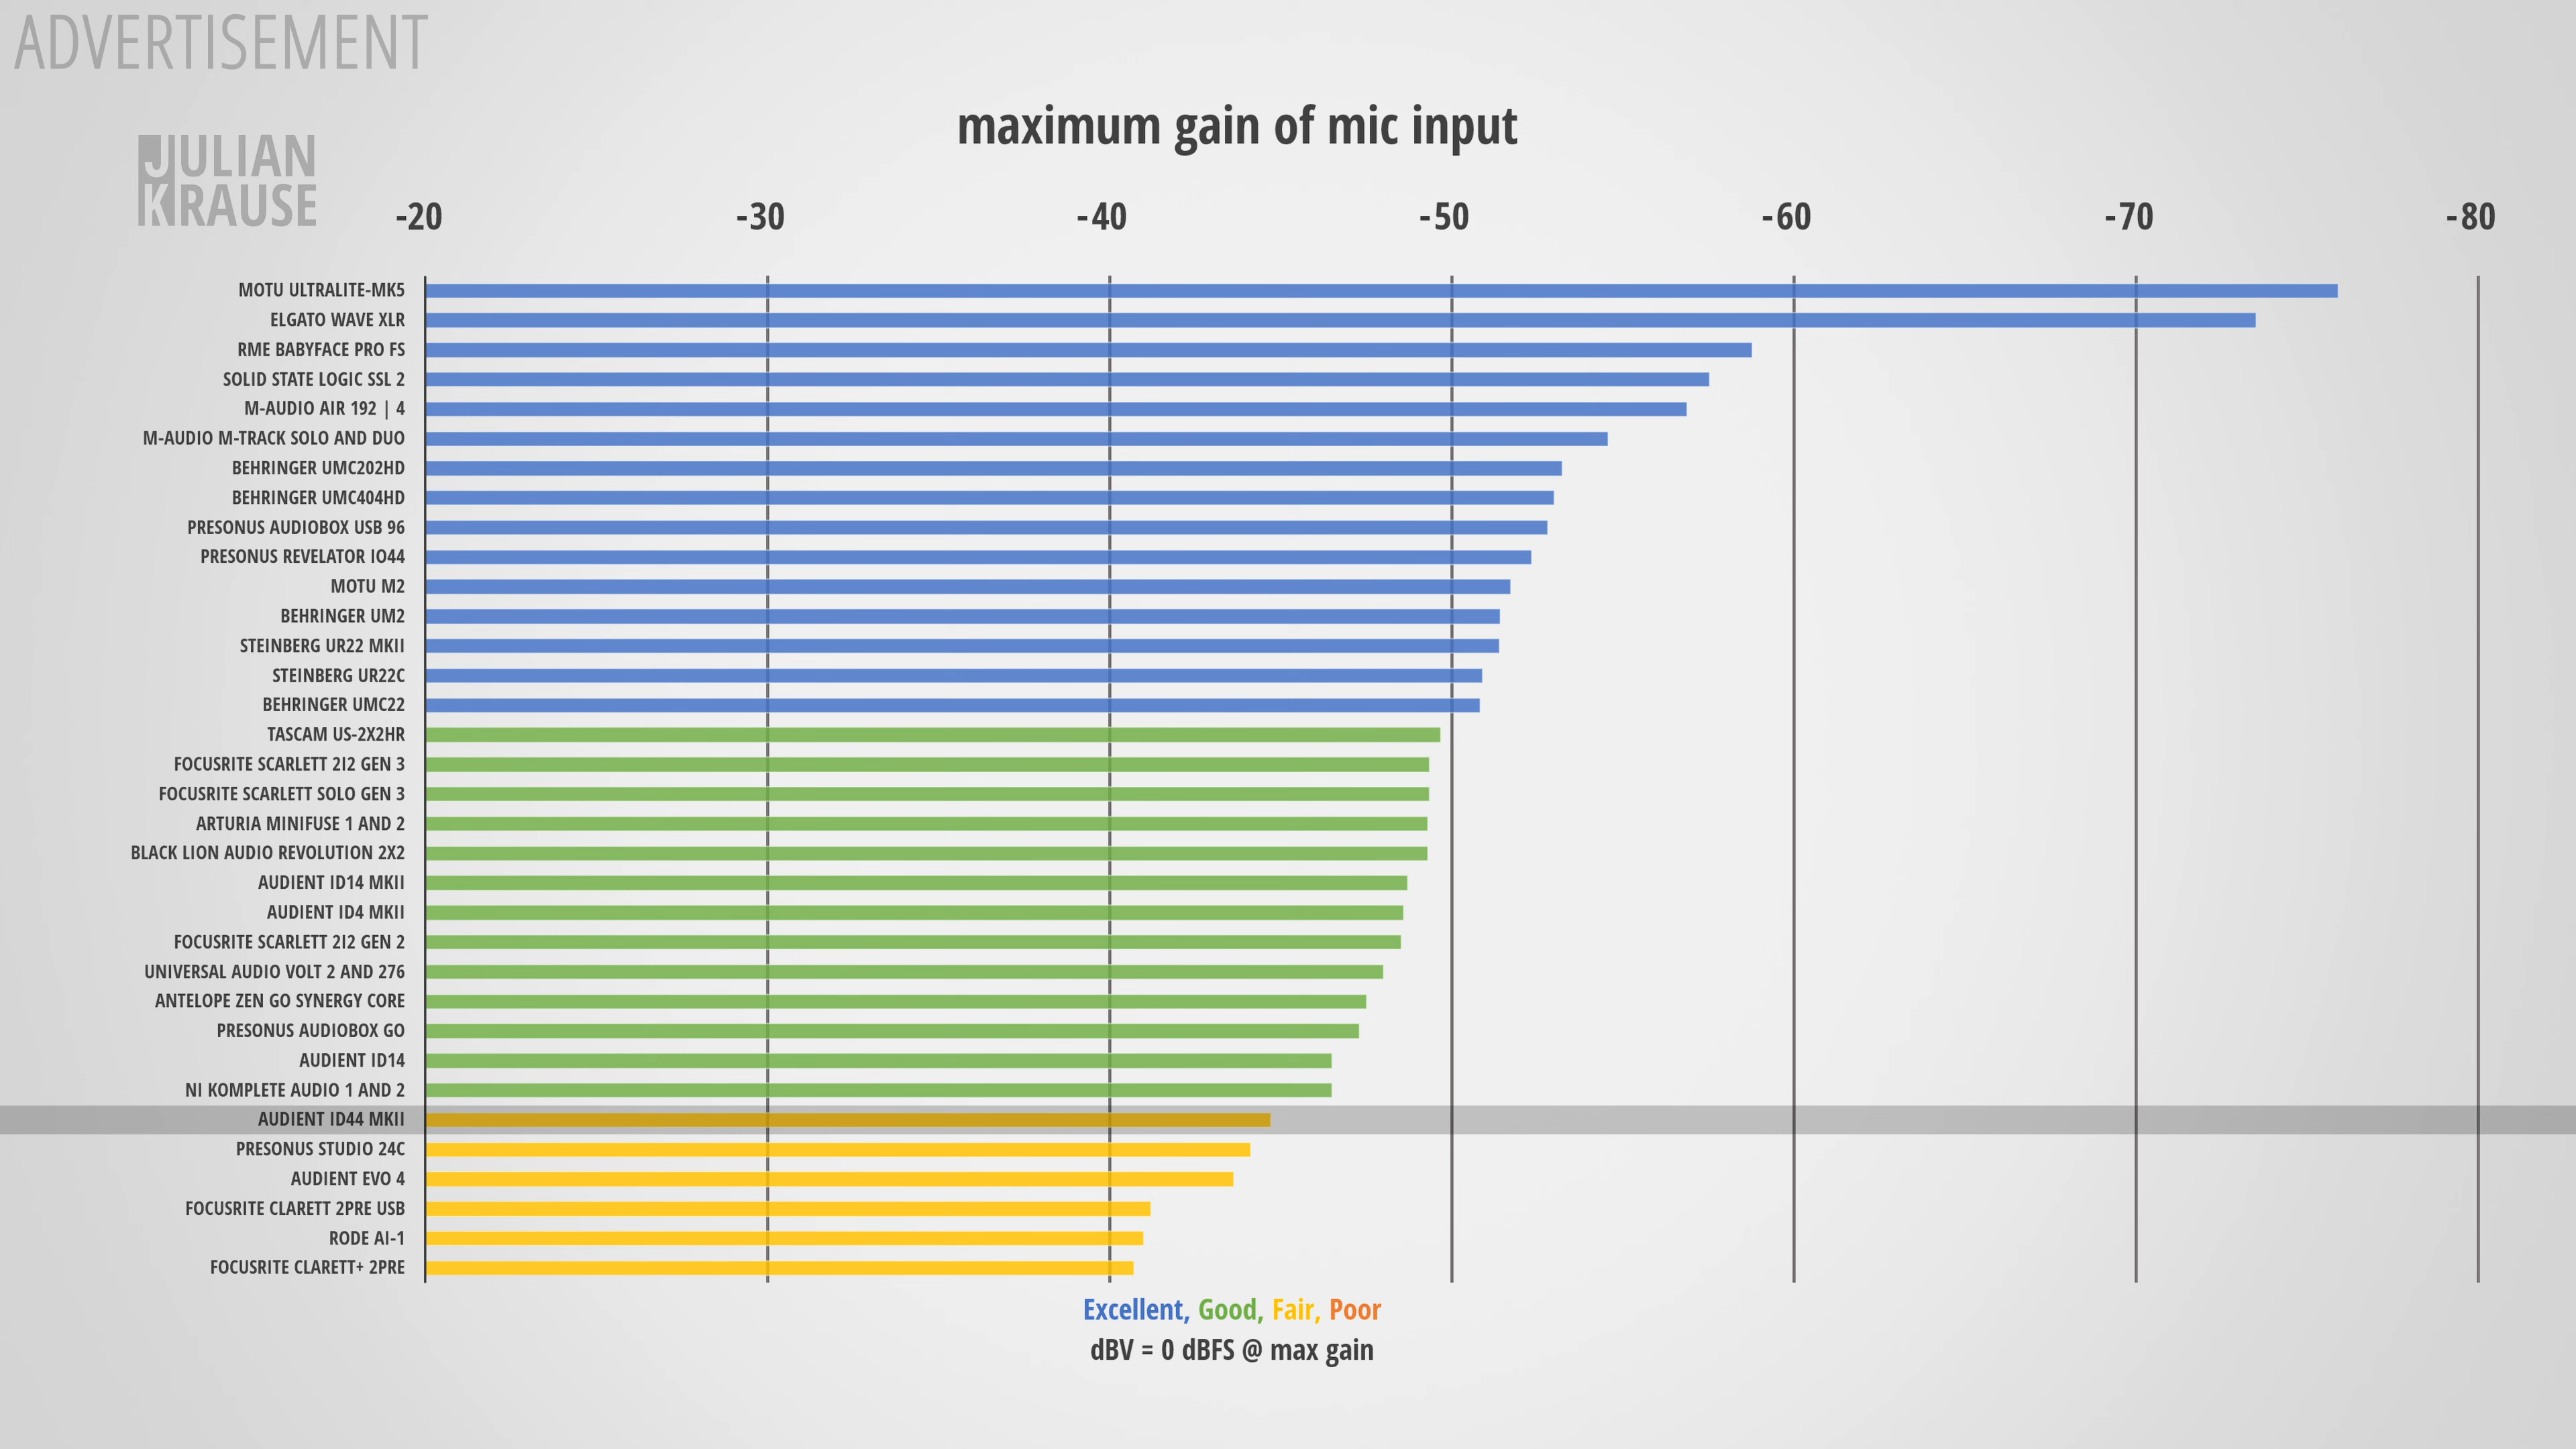 ADVERTISEMENT
JULIAN
KRAUSE
maximum gain of mic input
-20 -30 -40 -50 -60 -70 -80
MOTU ULTRALITE-MK5
ELGATO WAVE XLR
RME BABYFACE PRO FS
SOLID STATE LOGIC SSL 2
M-AUDIO AIR 192 | 4
M-AUDIO M-TRACK SOLO AND DUO
BEHRINGER UMC202HD
BEHRINGER UMC404HD
PRESONUS AUDIOBOX USB 96
PRESONUS REVELATOR IO44
MOTU M2
BEHRINGER UM2
STEINBERG UR22 MKII
STEINBERG UR22C
BEHRINGER UMC22
TASCAM US-2X2HR
FOCUSRITE SCARLETT 2I2 GEN 3
FOCUSRITE SCARLETT SOLO GEN 3
ARTURIA MINIFUSE 1 AND 2
BLACK LION AUDIO REVOLUTION 2X2
AUDIENT ID14 MKII
AUDIENT ID4 MKII
FOCUSRITE SCARLETT 2I2 GEN 2
UNIVERSAL AUDIO VOLT 2 AND 276
ANTELOPE ZEN GO SYNERGY CORE
PRESONUS AUDIOBOX GO
AUDIENT ID14
NI KOMPLETE AUDIO 1 AND 2
AUDIENT ID44 MKII
PRESONUS STUDIO 24C
AUDIENT EVO 4
FOCUSRITE CLARETT 2PRE USB
RODE AI-1
FOCUSRITE CLARETT+ 2PRE
Excellent, Good, Fair, Poor
dBV = 0 dBFS @ max gain